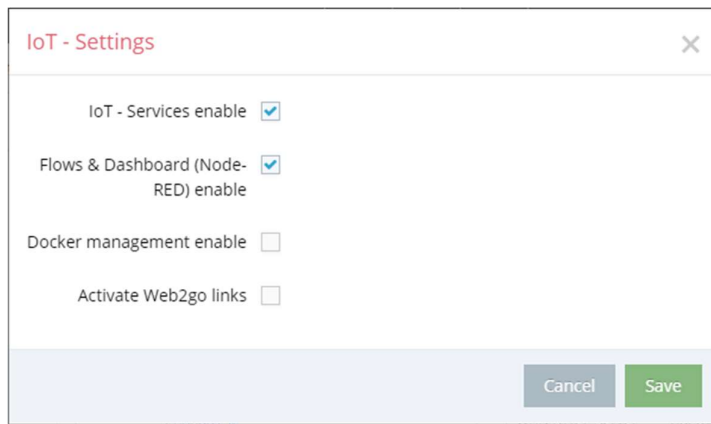 IoT - Settings
IoT - Services enable
Flows & Dashboard (Node-
RED) enable
Docker management enable
Activate Web2go links
Cancel
Save